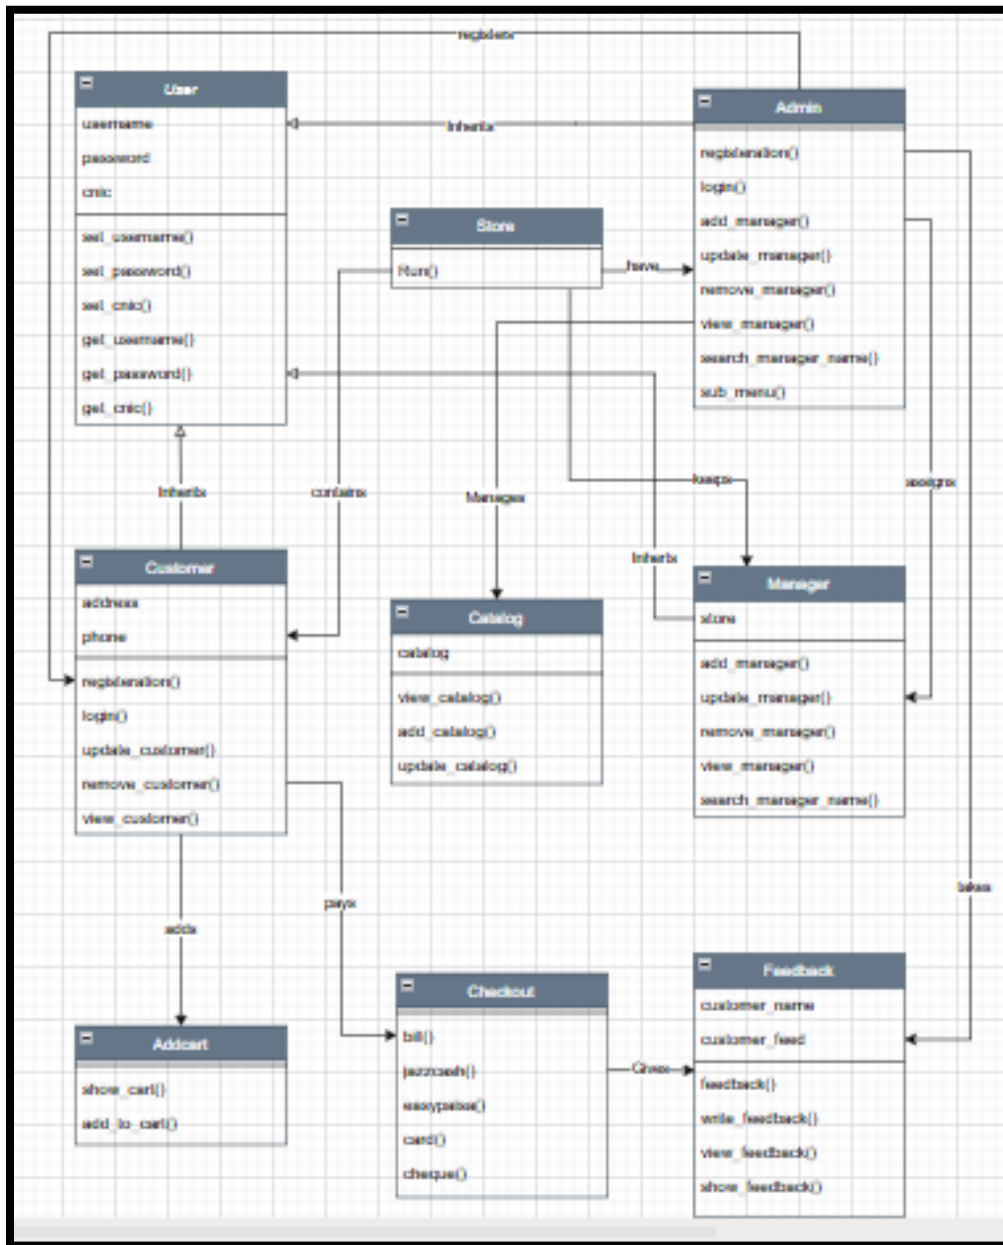 registers
User
username
password
cnic
set_username()
set_password()
set_cnic()
get_username()
get_password()
get_cnic()
Inherits
Admin
registeration()
login()
add_manager()
update_manager()
remove_manager()
view_manager()
search_manager_name()
sub_menu()
Store
Run()
have
Inherits
contains
Manages
keeps
assigns
Inherits
Customer
address
phone
registeration()
login()
update_customer()
remove_customer()
view_customer()
Catalog
catalog
view_catalog()
add_catalog()
update_catalog()
Manager
store
add_manager()
update_manager()
remove_manager()
view_manager()
search_manager_name()
takes
pays
adds
Addcart
show_cart()
add_to_cart()
Checkout
bill()
jazzcash()
easypaisa()
card()
cheque()
Gives
Feedback
customer_name
customer_feed
feedback()
write_feedback()
view_feedback()
show_feedback()